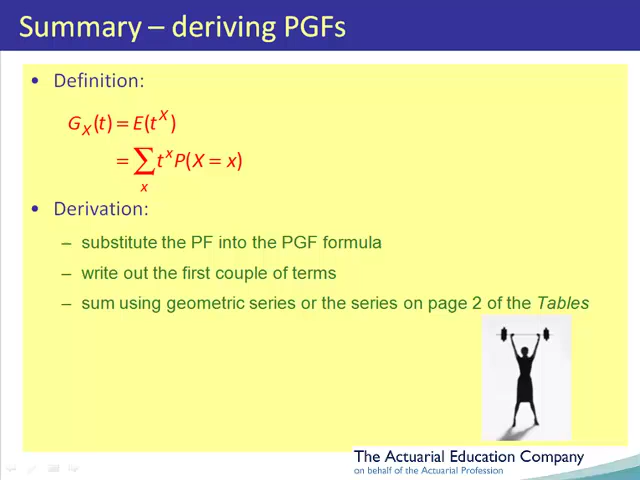 Summary – deriving PGFs
• Definition:
G_X(t) = E(t^X)
= ∑_x t^x P(X = x)
• Derivation:
– substitute the PF into the PGF formula
– write out the first couple of terms
– sum using geometric series or the series on page 2 of the Tables
The Actuarial Education Company
on behalf of the Actuarial Profession